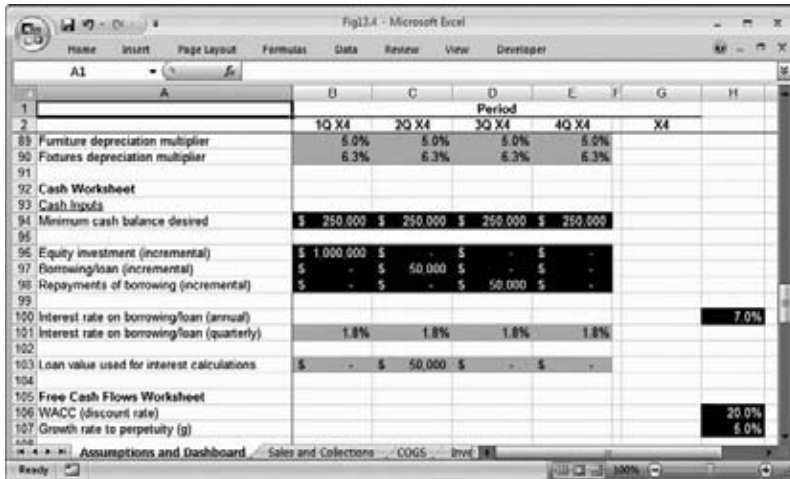 Fig13.4 - Microsoft Excel
Home Insert Page Layout Formulas Data Review View Developer
A1 fx
A B C D E F G H
1 Period
2 1Q X4 2Q X4 3Q X4 4Q X4 X4
89 Furniture depreciation multiplier 5.0% 5.0% 5.0% 5.0%
90 Fixtures depreciation multiplier 6.3% 6.3% 6.3% 6.3%
91
92 Cash Worksheet
93 Cash Inputs
94 Minimum cash balance desired $ 250,000 $ 250,000 $ 250,000 $ 250,000
95
96 Equity investment (incremental) $ 1,000,000 $ - $ - $ -
97 Borrowing/loan (incremental) $ - $ 50,000 $ - $ -
98 Repayments of borrowing (incremental) $ - $ - $ 50,000 $ -
99
100 Interest rate on borrowing/loan (annual) 7.0%
101 Interest rate on borrowing/loan (quarterly) 1.8% 1.8% 1.8% 1.8%
102
103 Loan value used for interest calculations $ - $ 50,000 $ - $ -
104
105 Free Cash Flows Worksheet
106 WACC (discount rate) 20.0%
107 Growth rate to perpetuity (g) 5.0%
108
Assumptions and Dashboard Sales and Collections COGS Inve
Ready 100%